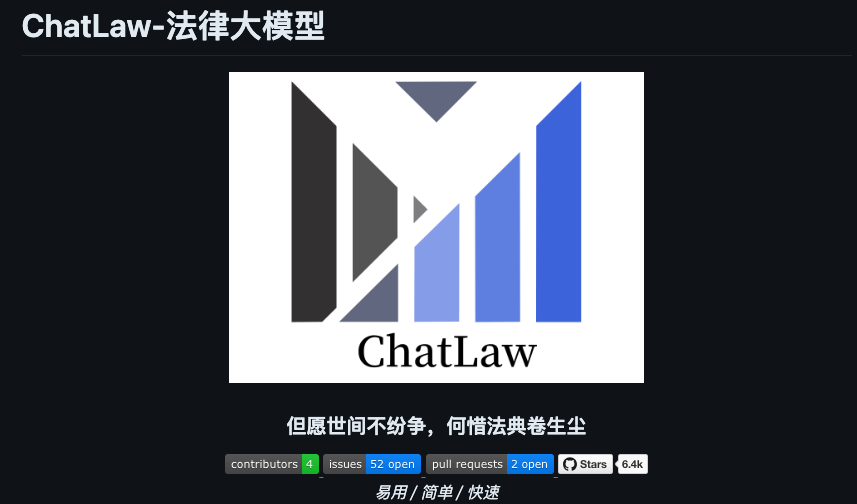 ChatLaw-法律大模型
ChatLaw
但愿世间不纷争，何惜法典卷生尘
contributors 4 issues 52 open pull requests 2 open Stars 6.4k
易用 / 简单 / 快速